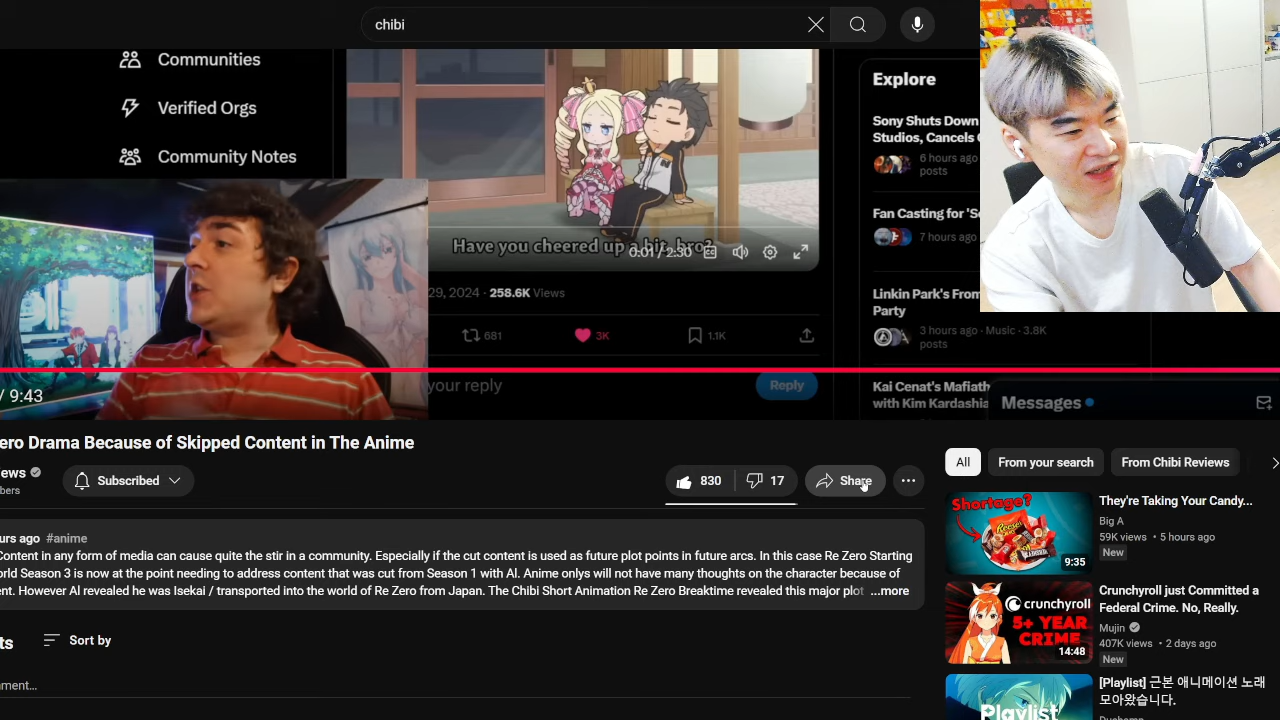 chibi
Communities
Verified Orgs
Community Notes
Have you cheered up a bit, bro?
0:01 / 2:30
29, 2024 · 258.6K Views
681
3K
1.1K
your reply
Reply
Explore
Sony Shuts Down
Studios, Cancels
6 hours ago
posts
Fan Casting for 'S
7 hours ago
Linkin Park's From
Party
3 hours ago · Music · 3.8K
posts
Kai Cenat's Mafiath
with Kim Kardashia
Messages
/ 9:43
ero Drama Because of Skipped Content in The Anime
ews
bers
Subscribed
830
17
Share
urs ago #anime
Content in any form of media can cause quite the stir in a community. Especially if the cut content is used as future plot points in future arcs. In this case Re Zero Starting
orld Season 3 is now at the point needing to address content that was cut from Season 1 with Al. Anime onlys will not have many thoughts on the character because of
nt. However Al revealed he was Isekai / transported into the world of Re Zero from Japan. The Chibi Short Animation Re Zero Breaktime revealed this major plot ...more
ts
Sort by
mment...
All
From your search
From Chibi Reviews
Shortage?
REESE'S
9:35
They're Taking Your Candy...
Big A
59K views • 5 hours ago
New
crunchyroll
5+ YEAR
CRIME
14:48
Crunchyroll just Committed a
Federal Crime. No, Really.
Mujin
407K views • 2 days ago
New
Playlist
[Playlist] 근본 애니메이션 노래
모아왔습니다.